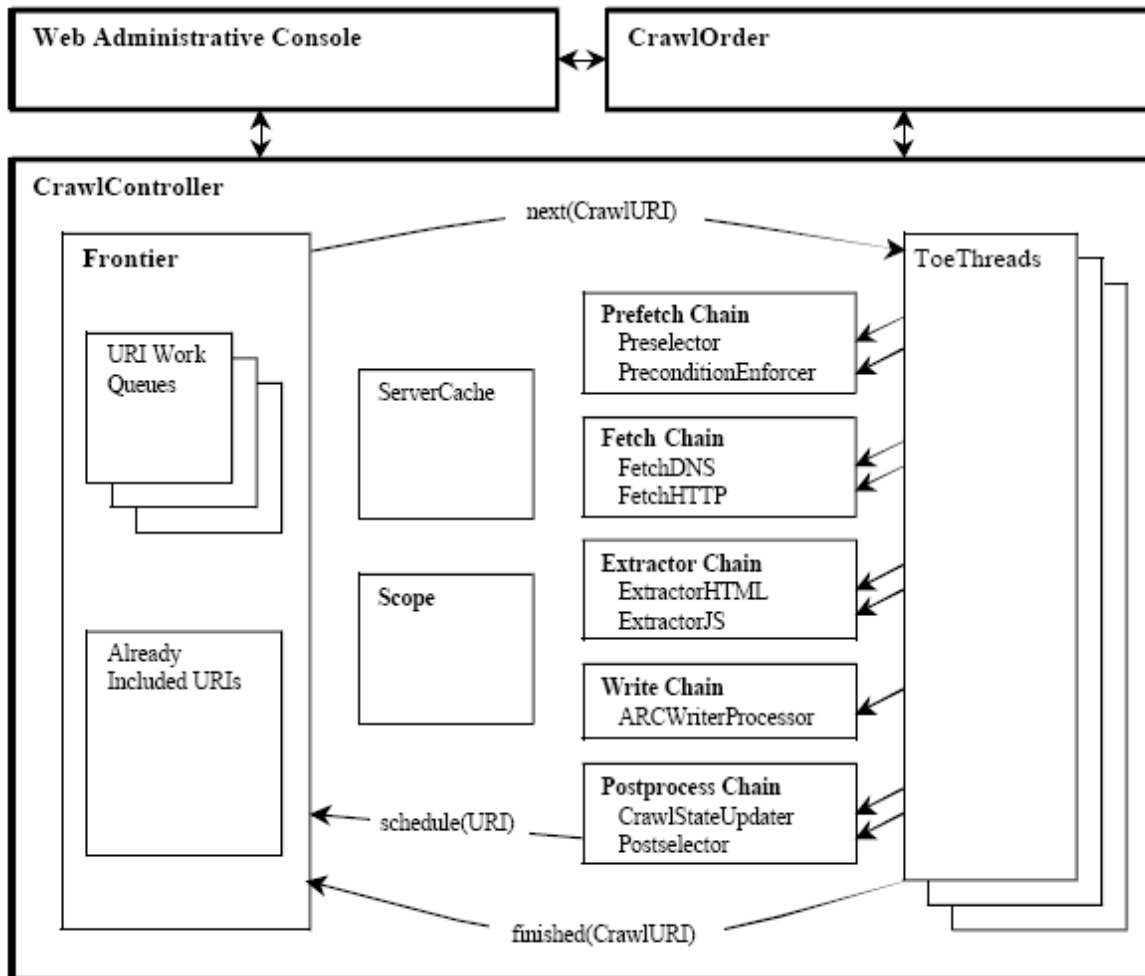 Web Administrative Console
CrawlOrder
CrawlController
next(CrawlURI)
Frontier
ToeThreads
URI Work
Queues
ServerCache
Prefetch Chain
Preselector
PreconditionEnforcer
Fetch Chain
FetchDNS
FetchHTTP
Scope
Extractor Chain
ExtractorHTML
ExtractorJS
Already
Included URIs
Write Chain
ARCWriterProcessor
Postprocess Chain
CrawlStateUpdater
Postselector
schedule(URI)
finished(CrawlURI)